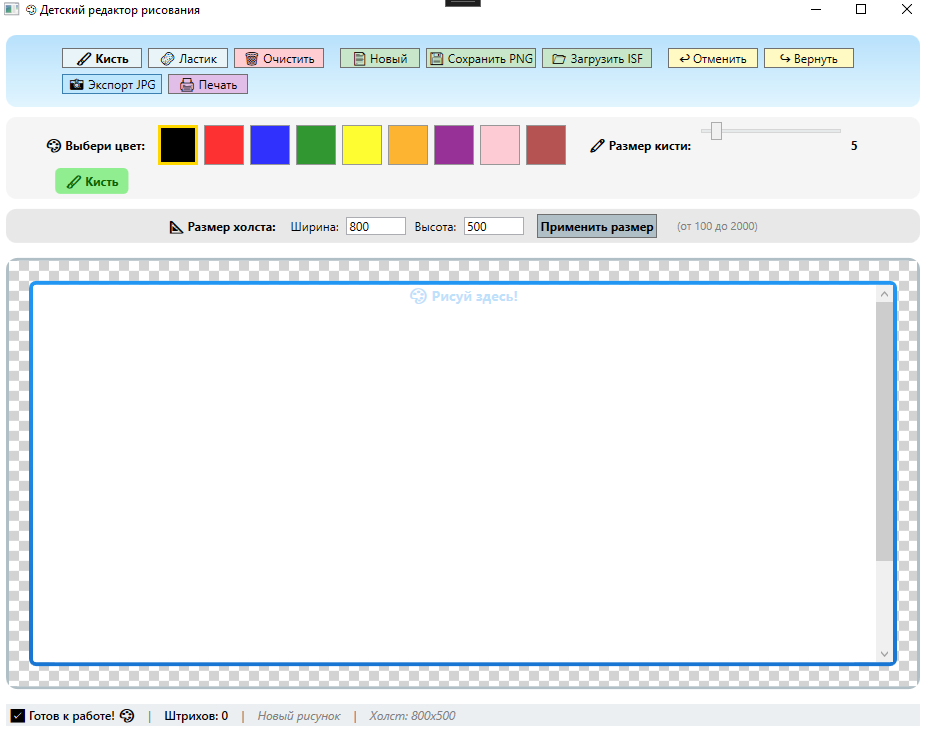 Детский редактор рисования
Кисть Ластик Очистить Новый Сохранить PNG Загрузить ISF Отменить Вернуть
Экспорт JPG Печать
Выбери цвет: Размер кисти: 5
Кисть
Размер холста: Ширина: 800 Высота: 500 Применить размер (от 100 до 2000)
Рисуй здесь!
Готов к работе! | Штрихов: 0 | Новый рисунок | Холст: 800x500